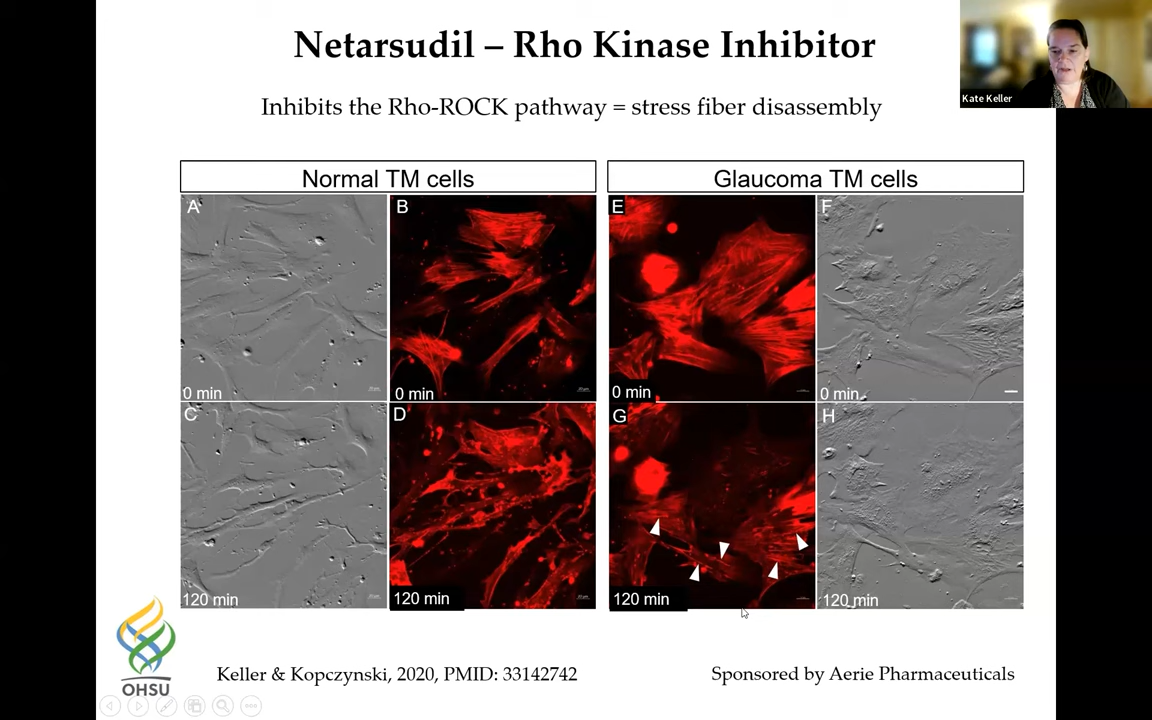 Netarsudil – Rho Kinase Inhibitor
Kate Keller
Inhibits the Rho-ROCK pathway = stress fiber disassembly
Normal TM cells
Glaucoma TM cells
A
B
E
F
0 min
0 min
0 min
0 min
C
D
G
H
120 min
120 min
120 min
120 min
OHSU
Keller & Kopczynski, 2020, PMID: 33142742
Sponsored by Aerie Pharmaceuticals